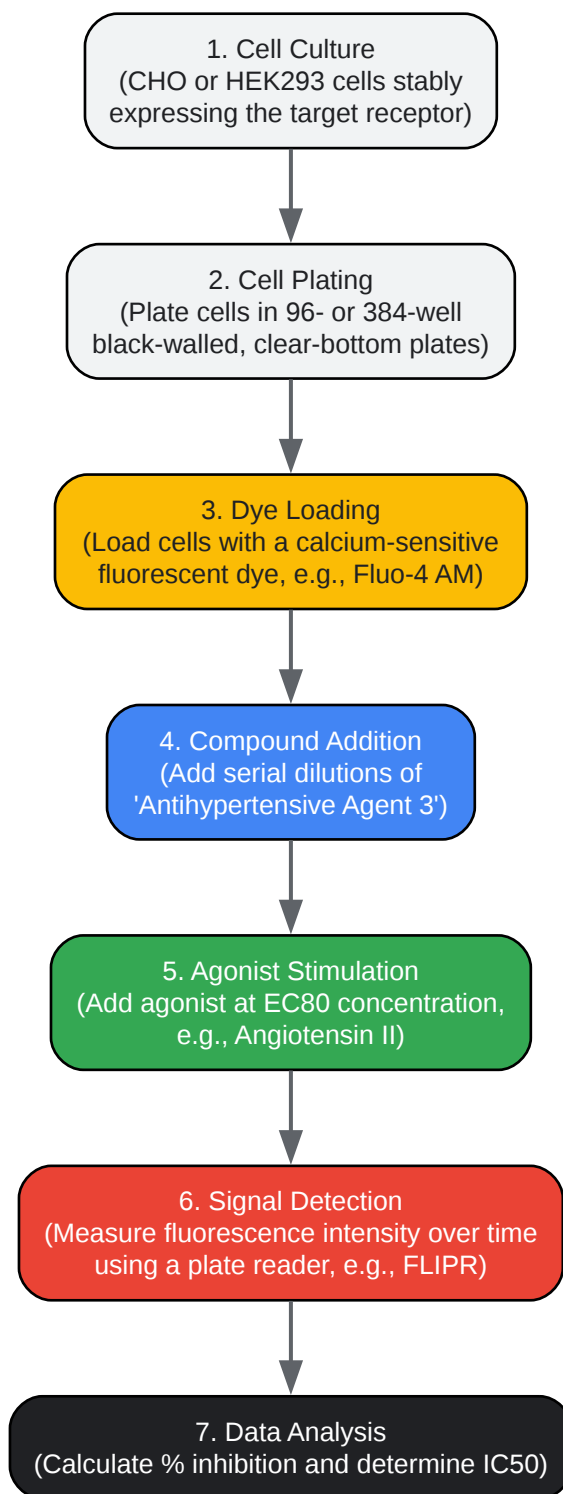 1. Cell Culture
(CHO or HEK293 cells stably
expressing the target receptor)
2. Cell Plating
(Plate cells in 96- or 384-well
black-walled, clear-bottom plates)
3. Dye Loading
(Load cells with a calcium-sensitive
fluorescent dye, e.g., Fluo-4 AM)
4. Compound Addition
(Add serial dilutions of
'Antihypertensive Agent 3')
5. Agonist Stimulation
(Add agonist at EC80 concentration,
e.g., Angiotensin II)
6. Signal Detection
(Measure fluorescence intensity over time
using a plate reader, e.g., FLIPR)
7. Data Analysis
(Calculate % inhibition and determine IC50)